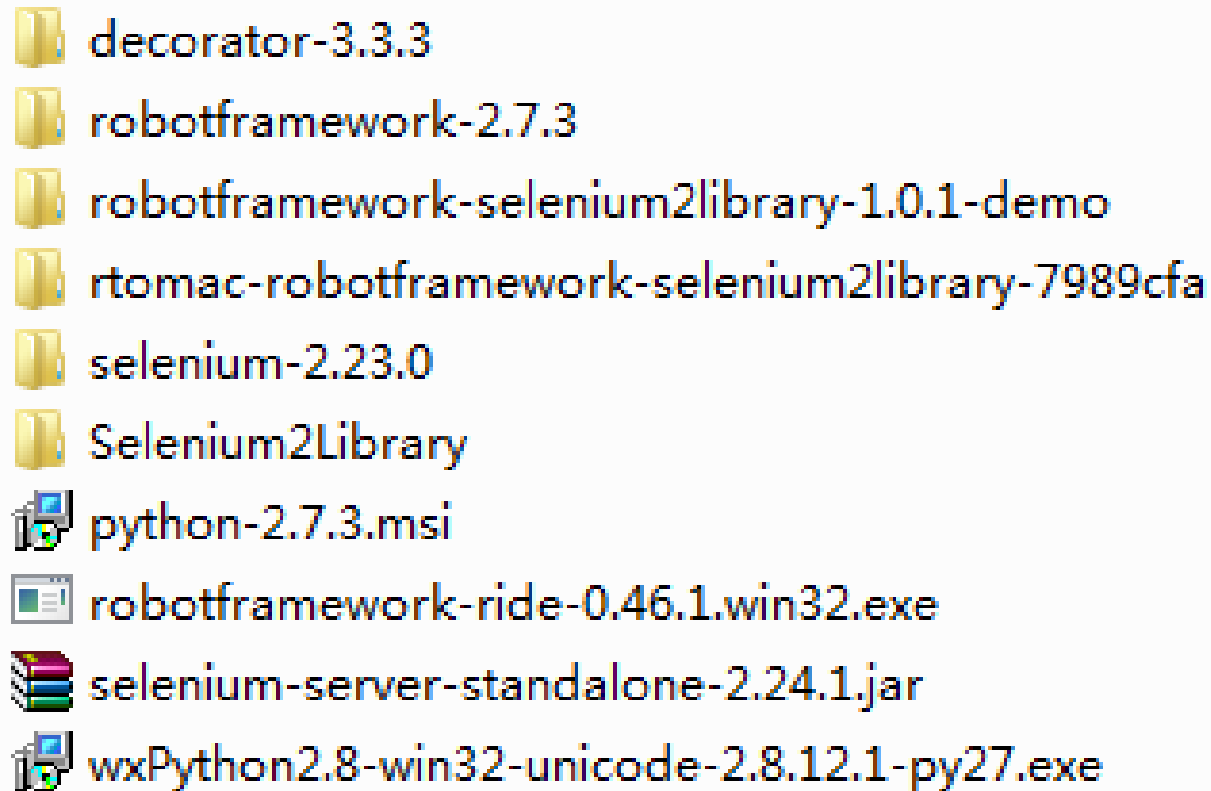 decorator-3.3.3
robotframework-2.7.3
robotframework-selenium2library-1.0.1-demo
rtomac-robotframework-selenium2library-7989cfa
selenium-2.23.0
Selenium2Library
python-2.7.3.msi
robotframework-ride-0.46.1.win32.exe
selenium-server-standalone-2.24.1.jar
wxPython2.8-win32-unicode-2.8.12.1-py27.exe